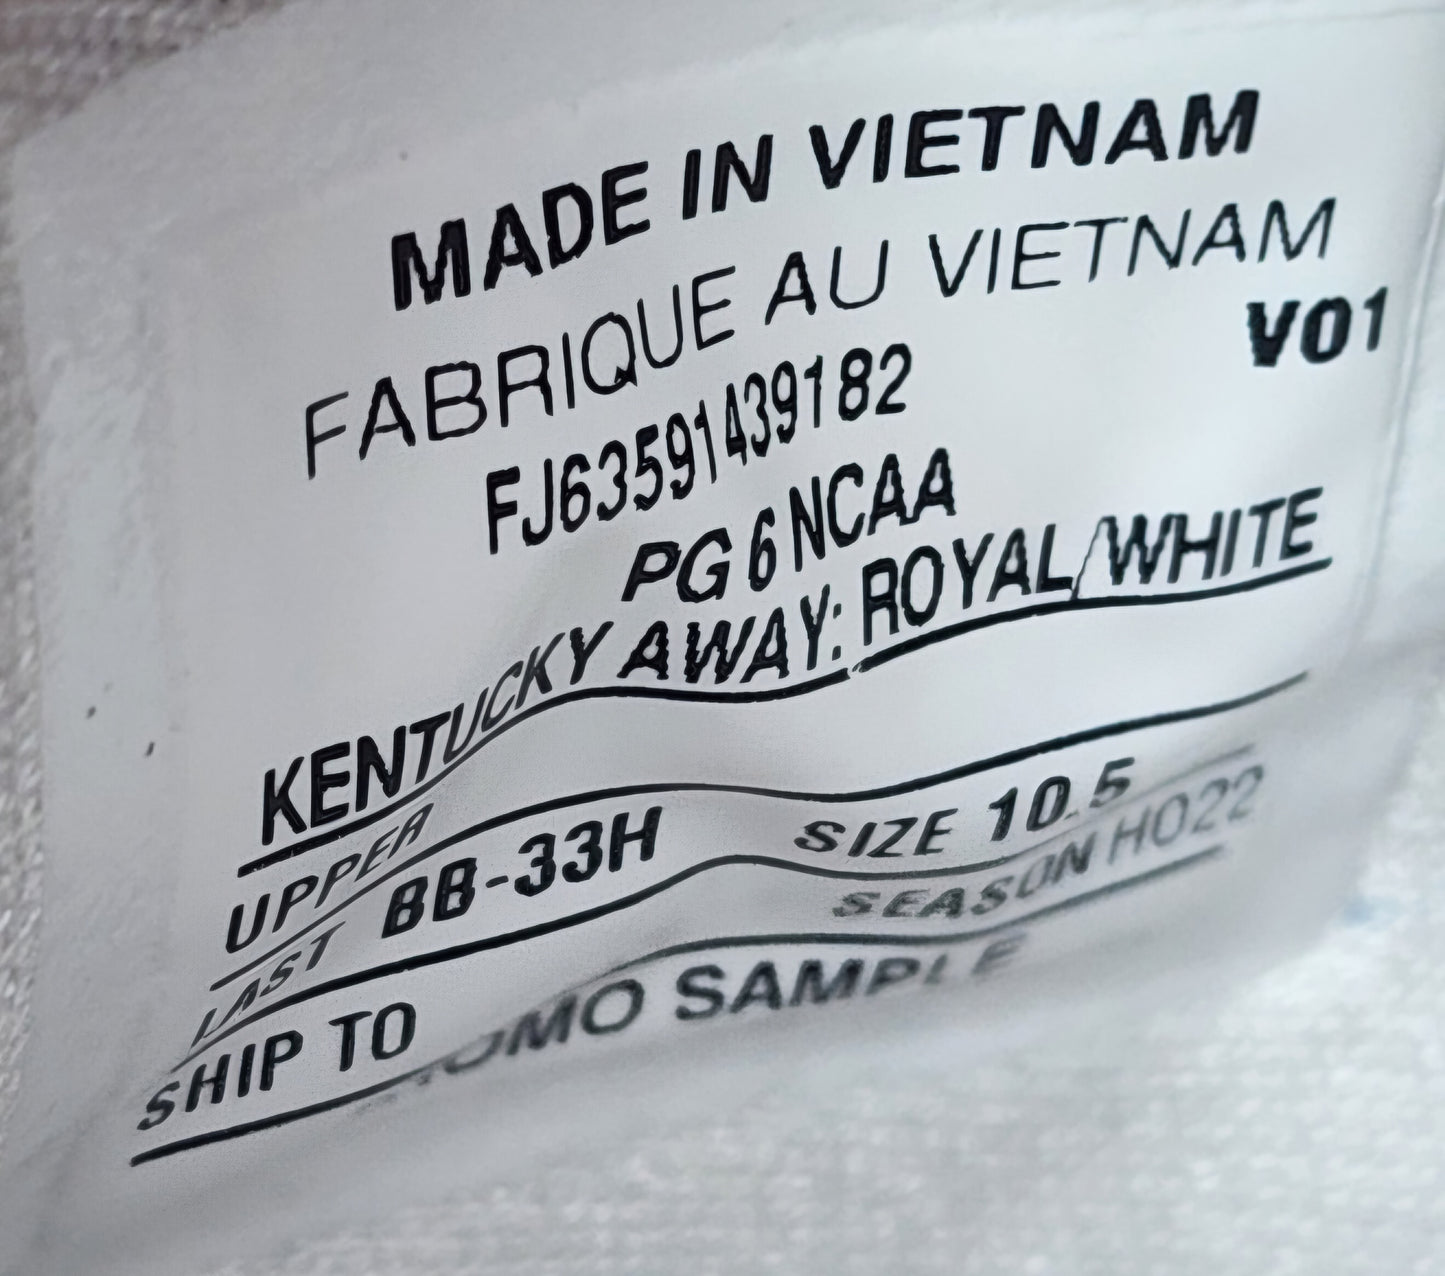 MADE IN VIETNAM
FABRIQUE AU VIETNAM
V01
FJ63591439182
PG 6 NCAA
KENTUCKY AWAY: ROYAL/WHITE
UPPER
LAST BB-33H SIZE 10.5
SEASON HO22
SHIP TO SAMPLE